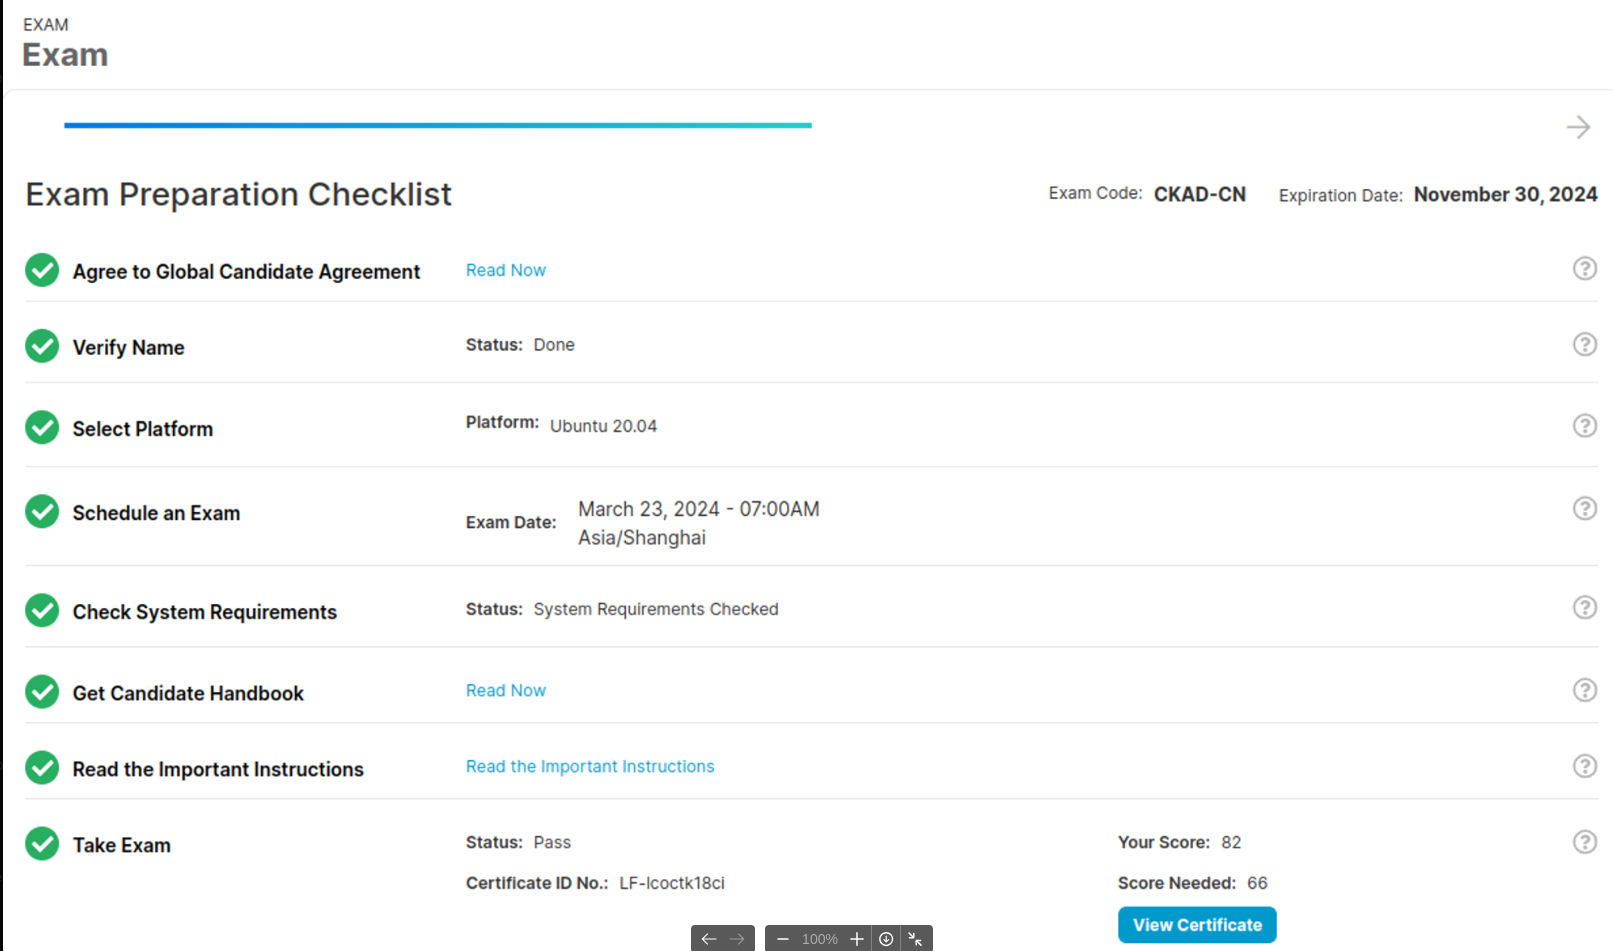 EXAM
Exam
Exam Preparation Checklist
Exam Code: CKAD-CN Expiration Date: November 30, 2024
Agree to Global Candidate Agreement Read Now
Verify Name Status: Done
Select Platform Platform: Ubuntu 20.04
Schedule an Exam Exam Date: March 23, 2024 - 07:00AM
Asia/Shanghai
Check System Requirements Status: System Requirements Checked
Get Candidate Handbook Read Now
Read the Important Instructions Read the Important Instructions
Take Exam Status: Pass Your Score: 82
Certificate ID No.: LF-lcoctk18ci Score Needed: 66
View Certificate
100%